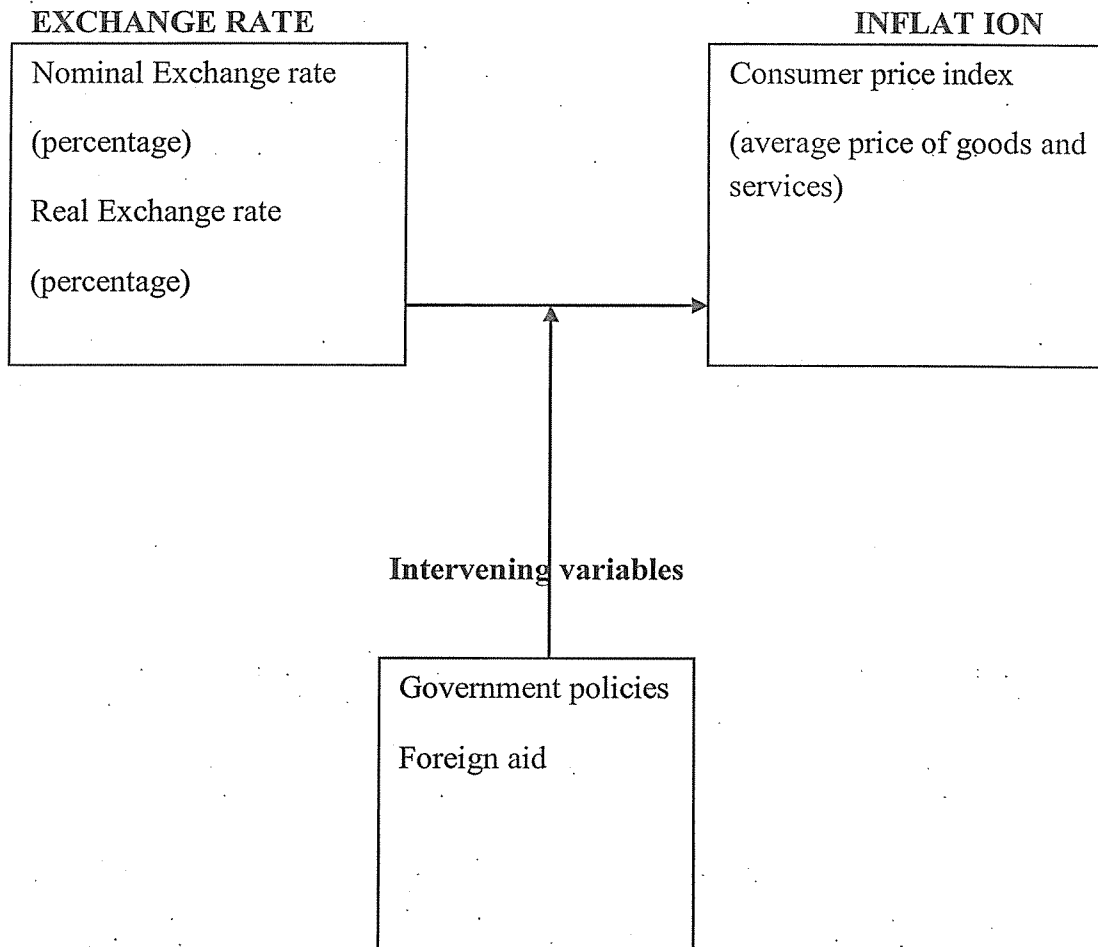 EXCHANGE RATE
INFLAT ION
Nominal Exchange rate
(percentage)
Real Exchange rate
(percentage)
Consumer price index
(average price of goods and
services)
Intervening variables
Government policies
Foreign aid